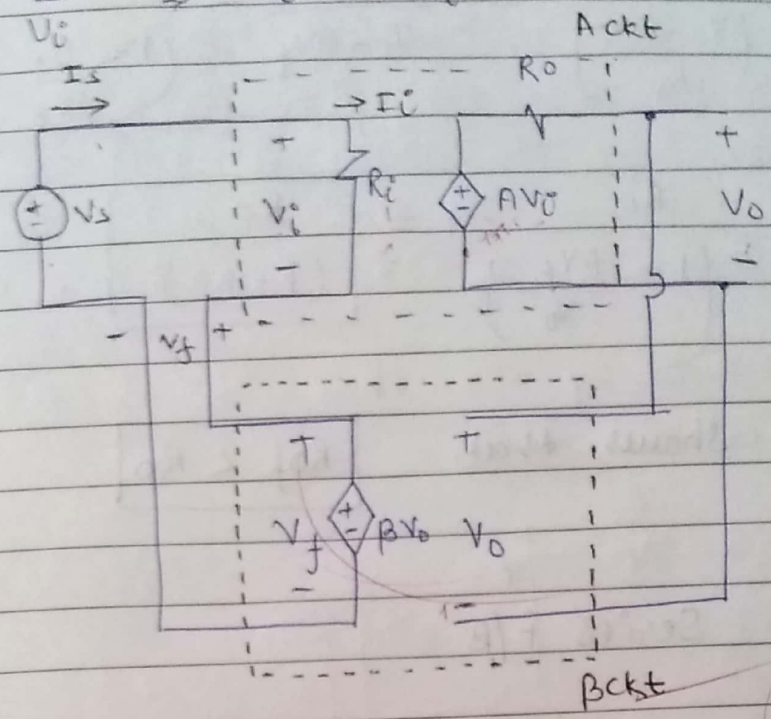 Vi
A ckt
Is
Ro
Ii
+
+
+
-
Vs
Vi
Ri
+
-
AVi
Vo
-
-
-
Vf
+
+
+
Vf
+
-
βVo
Vo
-
-
βckt